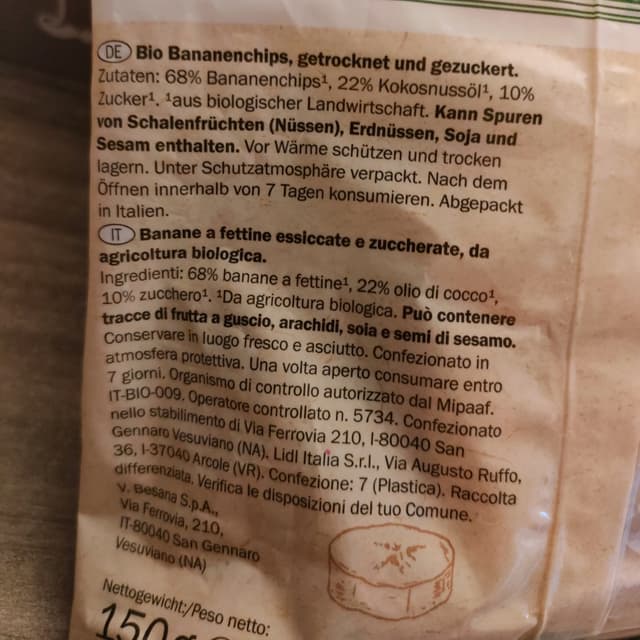 DE Bio Bananenchips, getrocknet und gezuckert.
Zutaten: 68% Bananenchips¹, 22% Kokosnussöl¹, 10%
Zucker¹. ¹aus biologischer Landwirtschaft. Kann Spuren
von Schalenfrüchten (Nüssen), Erdnüssen, Soja und
Sesam enthalten. Vor Wärme schützen und trocken
lagern. Unter Schutzatmosphäre verpackt. Nach dem
Öffnen innerhalb von 7 Tagen konsumieren. Abgepackt
in Italien.
IT Banane a fettine essiccate e zuccherate, da
agricoltura biologica.
Ingredienti: 68% banane a fettine¹, 22% olio di cocco¹,
10% zucchero¹. ¹Da agricoltura biologica. Può contenere
tracce di frutta a guscio, arachidi, soia e semi di sesamo.
Conservare in luogo fresco e asciutto. Confezionato in
atmosfera protettiva. Una volta aperto consumare entro
7 giorni. Organismo di controllo autorizzato dal Mipaaf.
IT-BIO-009. Operatore controllato n. 5734. Confezionato
nello stabilimento di Via Ferrovia 210, I-80040 San
Gennaro Vesuviano (NA). Lidl Italia S.r.l., Via Augusto Ruffo,
36, I-37040 Arcole (VR). Confezione: 7 (Plastica). Raccolta
differenziata. Verifica le disposizioni del tuo Comune.
V. Besana S.p.A.,
Via Ferrovia, 210,
IT-80040 San Gennaro
Vesuviano (NA)
Nettogewicht:/Peso netto:
150g